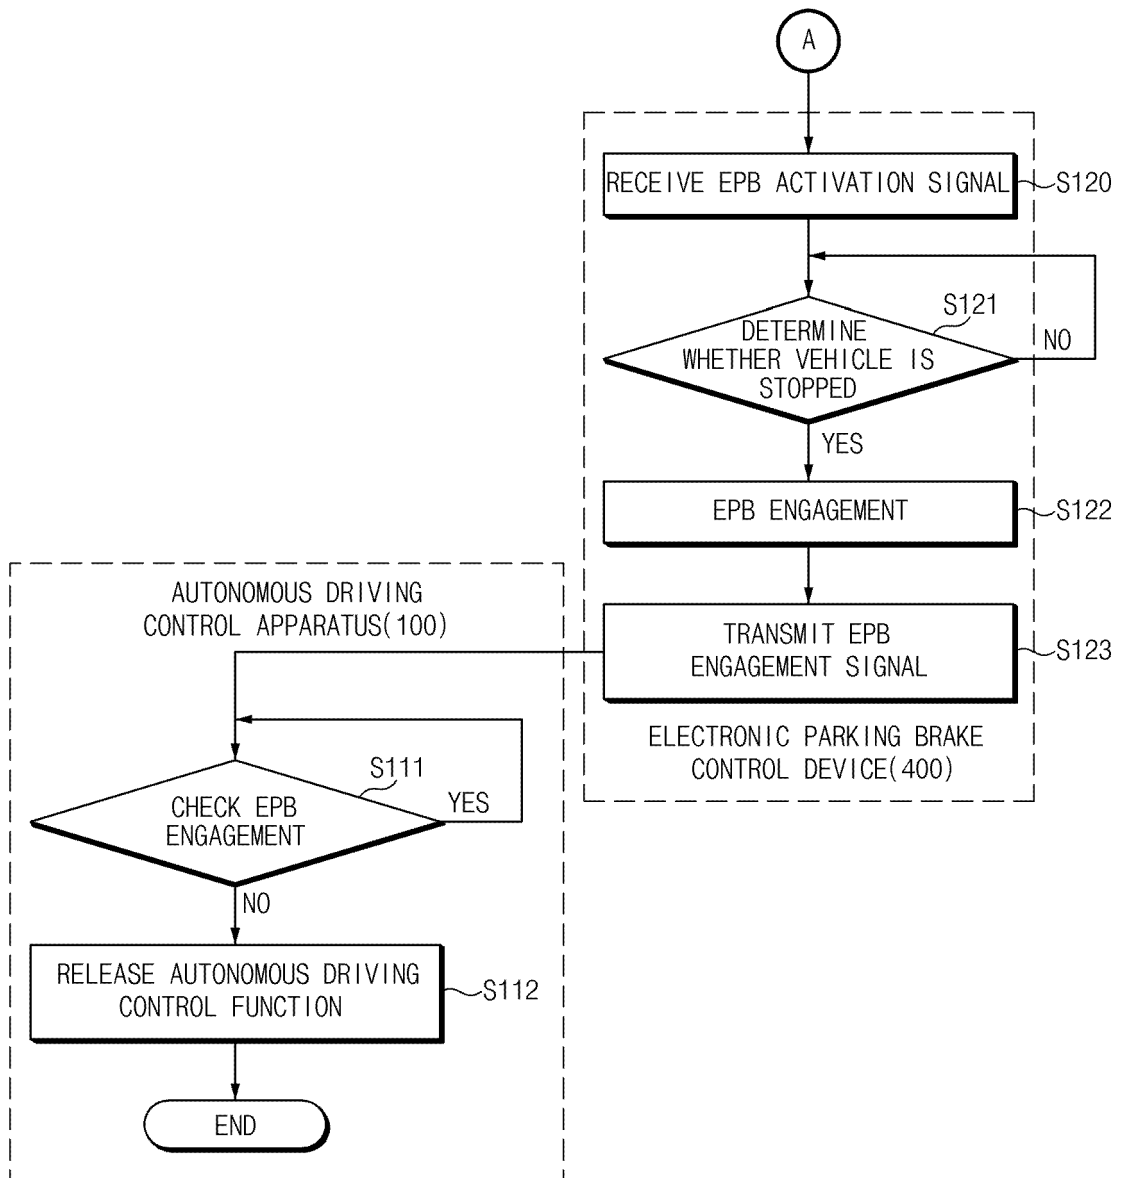 A
RECEIVE EPB ACTIVATION SIGNAL
S120
S121
DETERMINE
WHETHER VEHICLE IS
STOPPED
NO
YES
EPB ENGAGEMENT
S122
TRANSMIT EPB
ENGAGEMENT SIGNAL
S123
ELECTRONIC PARKING BRAKE
CONTROL DEVICE(400)
AUTONOMOUS DRIVING
CONTROL APPARATUS(100)
S111
CHECK EPB
ENGAGEMENT
YES
NO
RELEASE AUTONOMOUS DRIVING
CONTROL FUNCTION
S112
END